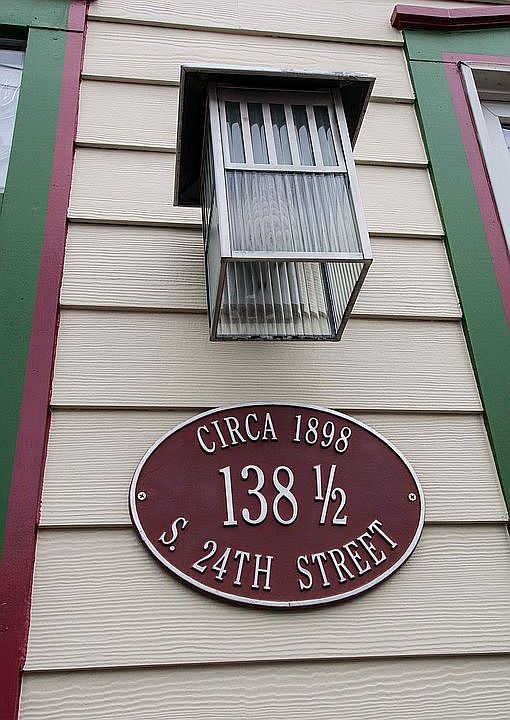 CIRCA 1898
138 ½
S. 24TH STREET